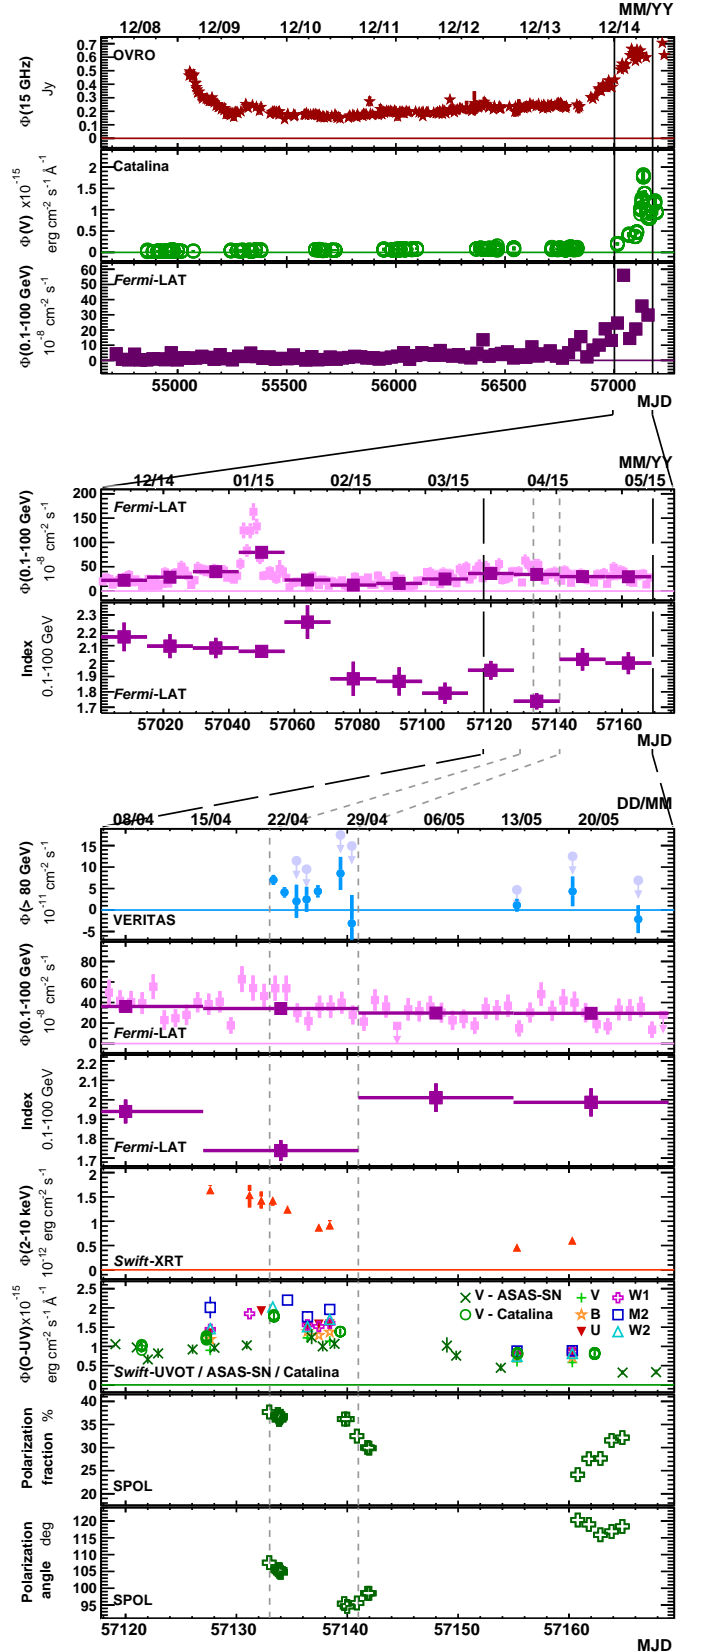 MM/YY
12/08 12/09 12/10 12/11 12/12 12/13 12/14
Φ(15 GHz)
Jy
0.7
0.6
0.5
0.4
0.3
0.2
0.1
0
OVRO
Φ(V) x10⁻¹⁵
erg cm⁻² s⁻¹ Å⁻¹
2
1.5
1
0.5
0
Catalina
Φ(0.1-100 GeV)
10⁻⁸ cm⁻² s⁻¹
60
50
40
30
20
10
0
Fermi-LAT
55000 55500 56000 56500 57000
MJD
MM/YY
12/14 01/15 02/15 03/15 04/15 05/15
Φ(0.1-100 GeV)
10⁻⁸ cm⁻² s⁻¹
200
150
100
50
0
Fermi-LAT
Index
0.1-100 GeV
2.3
2.2
2.1
2
1.9
1.8
1.7
Fermi-LAT
57020 57040 57060 57080 57100 57120 57140 57160
MJD
DD/MM
08/04 15/04 22/04 29/04 06/05 13/05 20/05
Φ(> 80 GeV)
10⁻¹¹ cm⁻² s⁻¹
15
10
5
0
-5
VERITAS
Φ(0.1-100 GeV)
10⁻⁸ cm⁻² s⁻¹
80
60
40
20
0
Fermi-LAT
Index
0.1-100 GeV
2.2
2.1
2
1.9
1.8
1.7
Fermi-LAT
Φ(2-10 keV)
10⁻¹² erg cm⁻² s⁻¹
2
1.5
1
0.5
0
Swift-XRT
Φ(O-UV)x10⁻¹⁵
erg cm⁻² s⁻¹ Å⁻¹
2.5
2
1.5
1
0.5
0
V - ASAS-SN V W1
V - Catalina B M2
U W2
Swift-UVOT / ASAS-SN / Catalina
Polarization
fraction %
40
35
30
25
20
SPOL
Polarization
angle deg
120
115
110
105
100
95
SPOL
57120 57130 57140 57150 57160
MJD